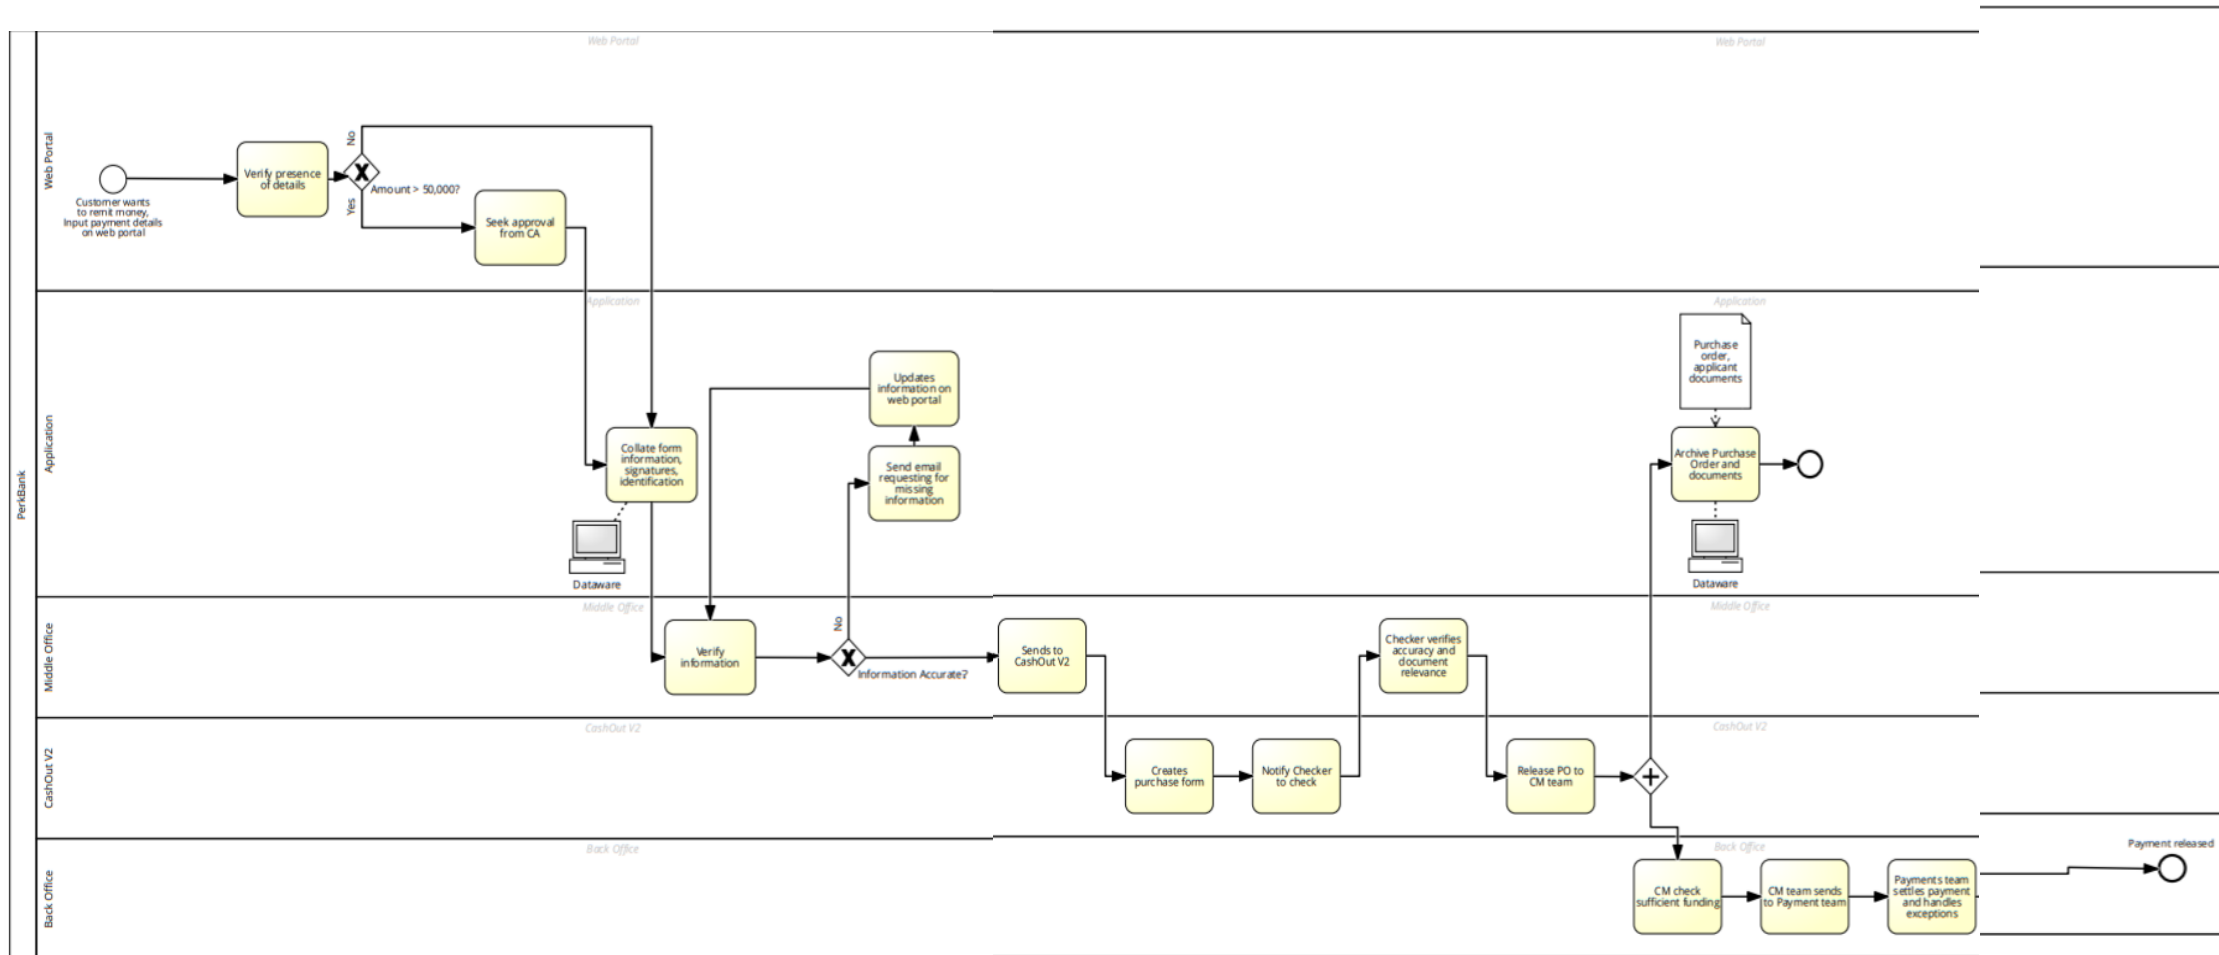 PerkBank
Web Portal
Web Portal
Web Portal
Customer wants
to remit money,
Input payment details
on web portal
Verify presence
of details
No
Amount > 50,000?
Yes
Seek approval
from CA
Application
Application
Application
Collate form
information,
signatures,
identification
Dataware
Updates
information on
web portal
Send email
requesting for
missing
information
Purchase
order,
applicant
documents
Archive Purchase
Order and
documents
Dataware
Middle Office
Middle Office
Middle Office
Verify
information
No
Information Accurate?
Sends to
CashOut V2
Checker verifies
accuracy and
document
relevance
CashOut V2
CashOut V2
CashOut V2
Creates
purchase form
Notify Checker
to check
Release PO to
CM team
Back Office
Back Office
Back Office
CM check
sufficient funding
CM team sends
to Payment team
Payments team
settles payment
and handles
exceptions
Payment released